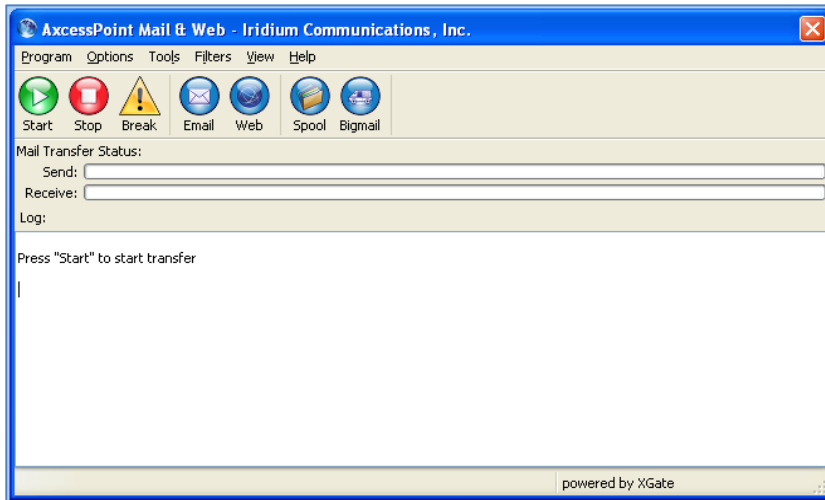 AxcessPoint Mail & Web - Iridium Communications, Inc.
Program Options Tools Filters View Help
Start Stop Break Email Web Spool Bigmail
Mail Transfer Status:
Send:
Receive:
Log:
Press "Start" to start transfer
powered by XGate